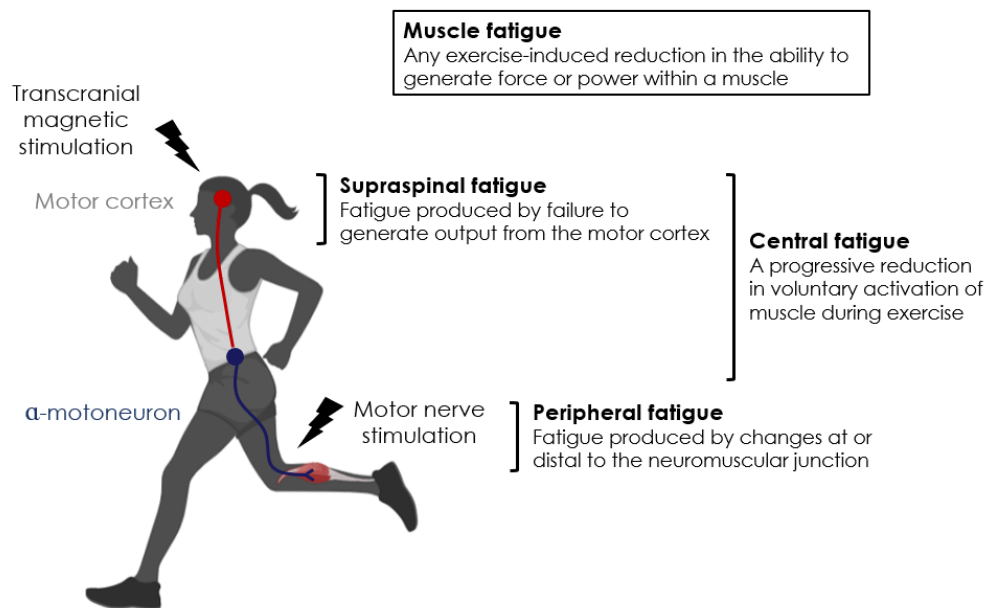 Muscle fatigue
Any exercise-induced reduction in the ability to
generate force or power within a muscle
Transcranial
magnetic
stimulation
Motor cortex
Supraspinal fatigue
Fatigue produced by failure to
generate output from the motor cortex
Central fatigue
A progressive reduction
in voluntary activation of
muscle during exercise
ɑ-motoneuron
Motor nerve
stimulation
Peripheral fatigue
Fatigue produced by changes at or
distal to the neuromuscular junction